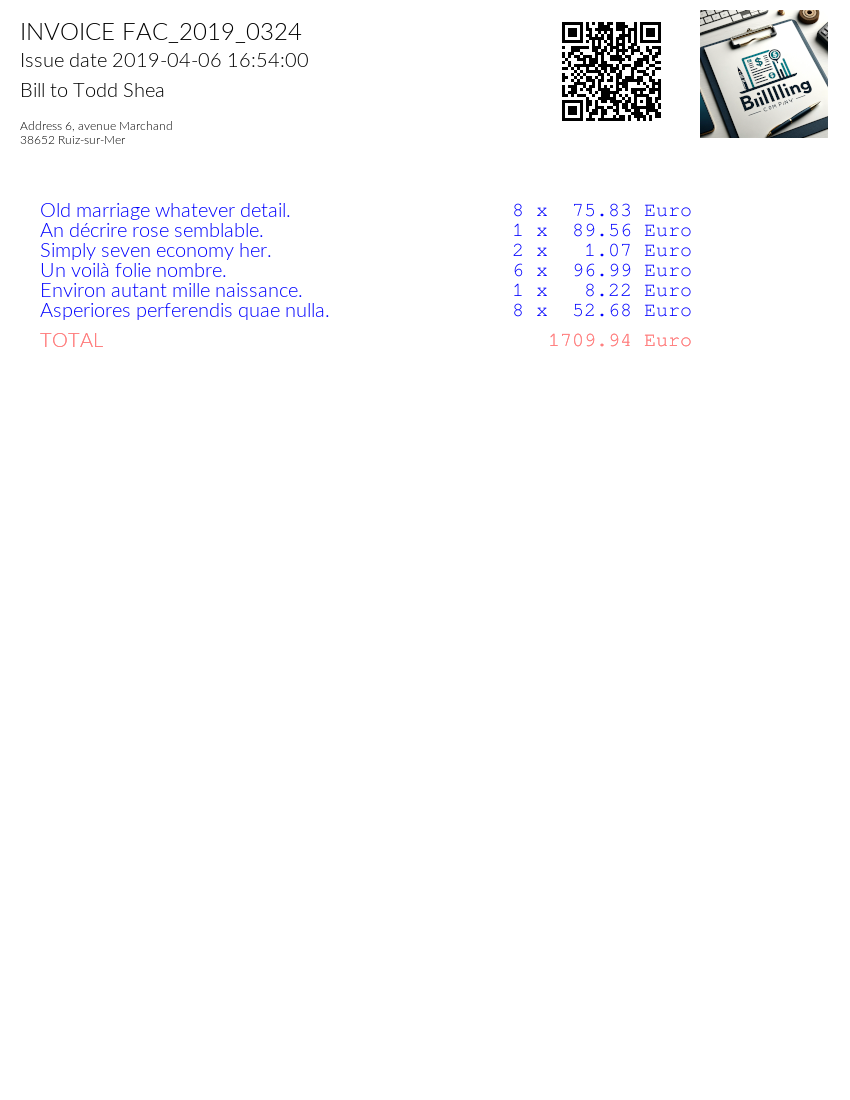 INVOICE FAC_2019_0324
Issue date 2019-04-06 16:54:00
Bill to Todd Shea
Address 6, avenue Marchand
38652 Ruiz-sur-Mer
Biillling
COMPANY
Old marriage whatever detail. 8 x 75.83 Euro
An décrire rose semblable. 1 x 89.56 Euro
Simply seven economy her. 2 x 1.07 Euro
Un voilà folie nombre. 6 x 96.99 Euro
Environ autant mille naissance. 1 x 8.22 Euro
Asperiores perferendis quae nulla. 8 x 52.68 Euro
TOTAL 1709.94 Euro